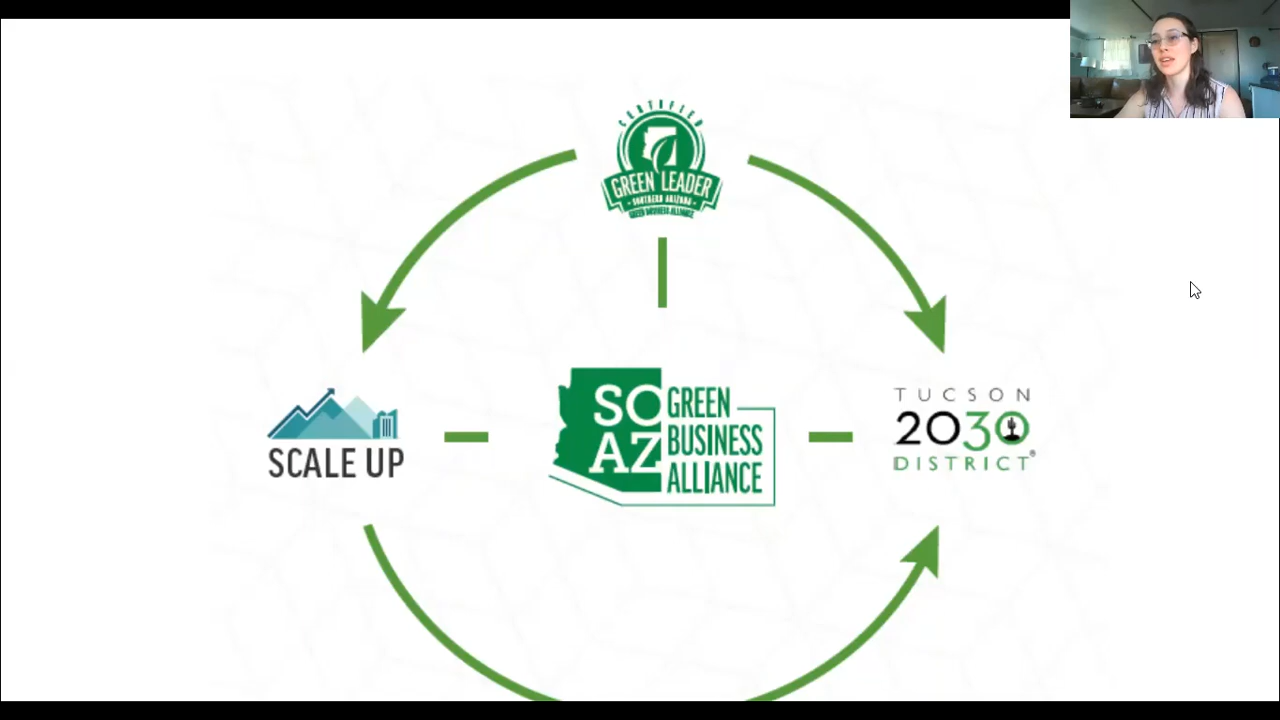 CERTIFIED
GREEN LEADER
SOUTHERN ARIZONA
GREEN BUSINESS ALLIANCE
SCALE UP
SO
AZ
GREEN
BUSINESS
ALLIANCE
TUCSON
2030
DISTRICT®